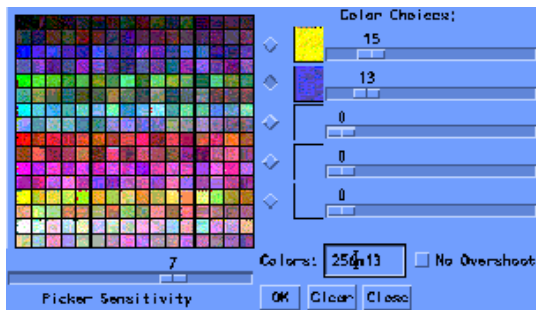 Color Choices:
15
13
0
0
0
7
Picker Sensitivity
Colors:
No Overshoot
OK Clear Close